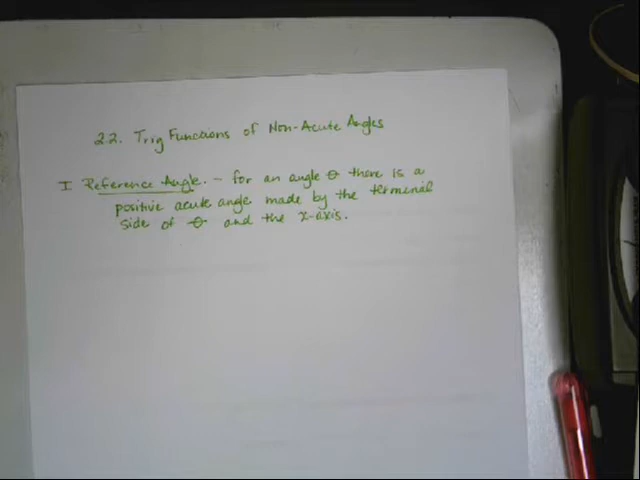 2.2. Trig Functions of Non-Acute Angles
I Reference Angle. - for an angle θ there is a
positive acute angle made by the terminal
side of θ and the x-axis.